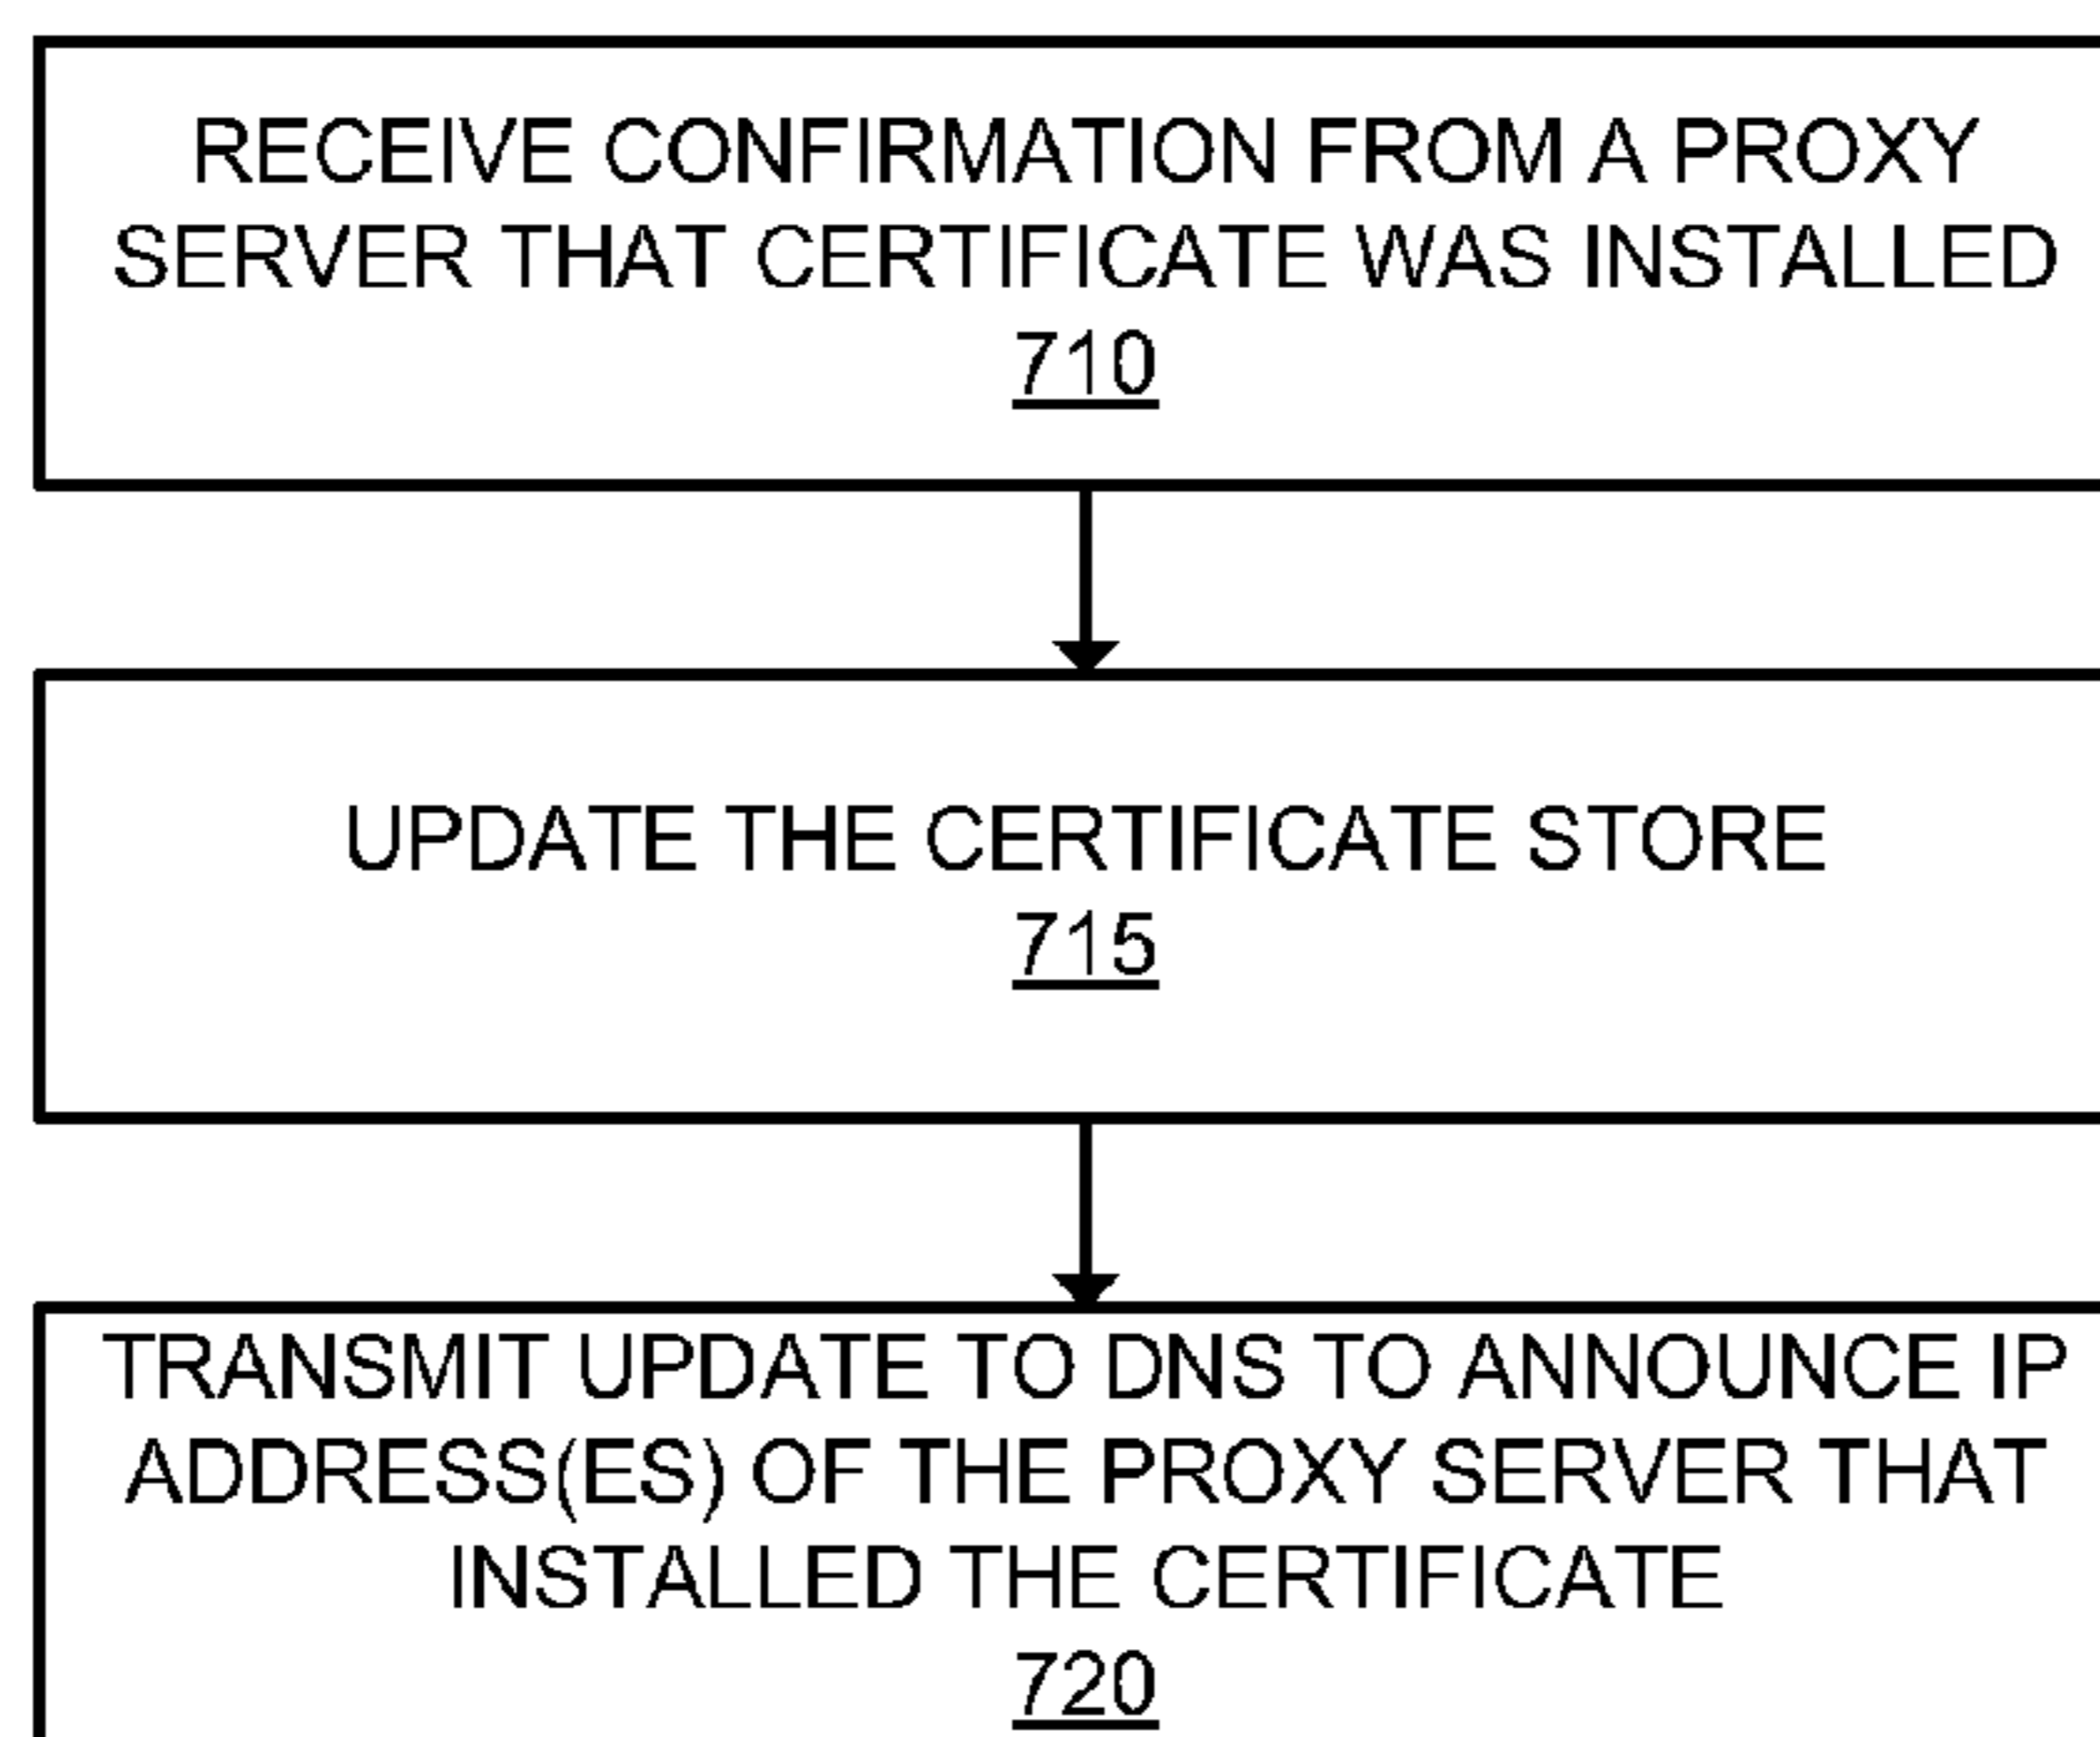 RECEIVE CONFIRMATION FROM A PROXY
SERVER THAT CERTIFICATE WAS INSTALLED
710
UPDATE THE CERTIFICATE STORE
715
TRANSMIT UPDATE TO DNS TO ANNOUNCE IP
ADDRESS(ES) OF THE PROXY SERVER THAT
INSTALLED THE CERTIFICATE
720